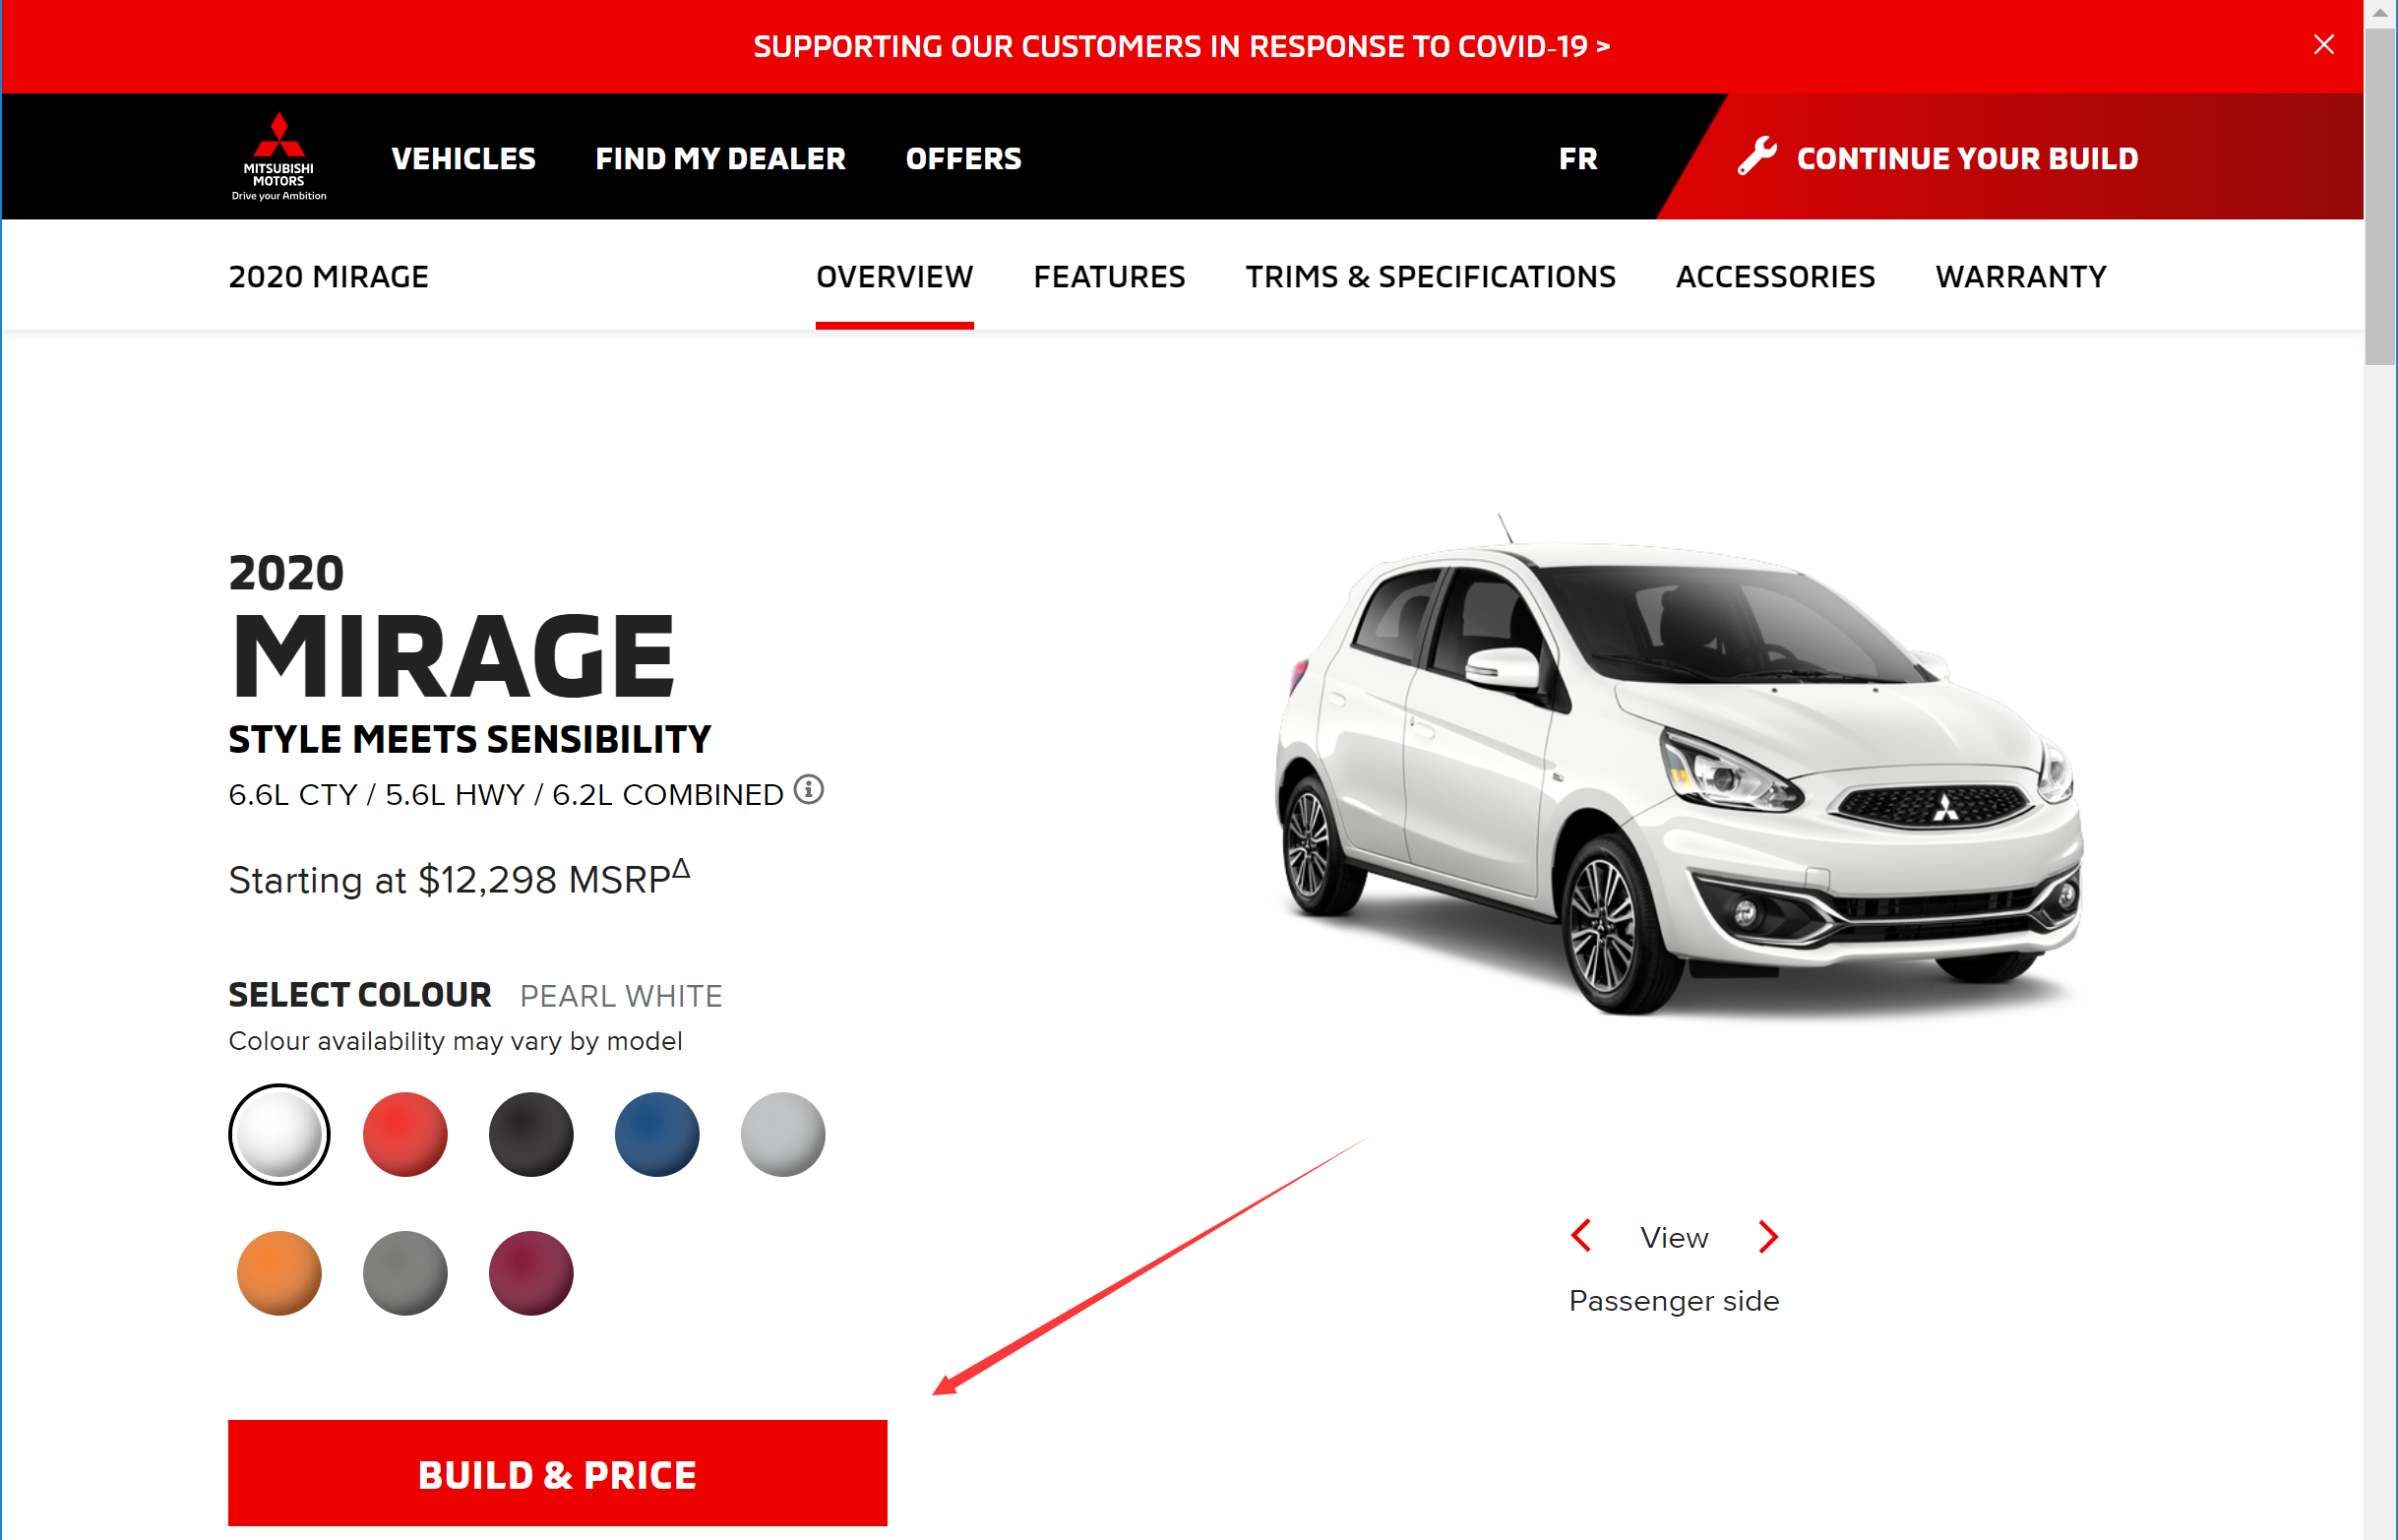 SUPPORTING OUR CUSTOMERS IN RESPONSE TO COVID-19 >
MITSUBISHI
MOTORS
Drive your Ambition
VEHICLES
FIND MY DEALER
OFFERS
FR
CONTINUE YOUR BUILD
2020 MIRAGE
OVERVIEW
FEATURES
TRIMS & SPECIFICATIONS
ACCESSORIES
WARRANTY
2020
MIRAGE
STYLE MEETS SENSIBILITY
6.6L CTY / 5.6L HWY / 6.2L COMBINED
Starting at $12,298 MSRPΔ
SELECT COLOUR PEARL WHITE
Colour availability may vary by model
View
Passenger side
BUILD & PRICE